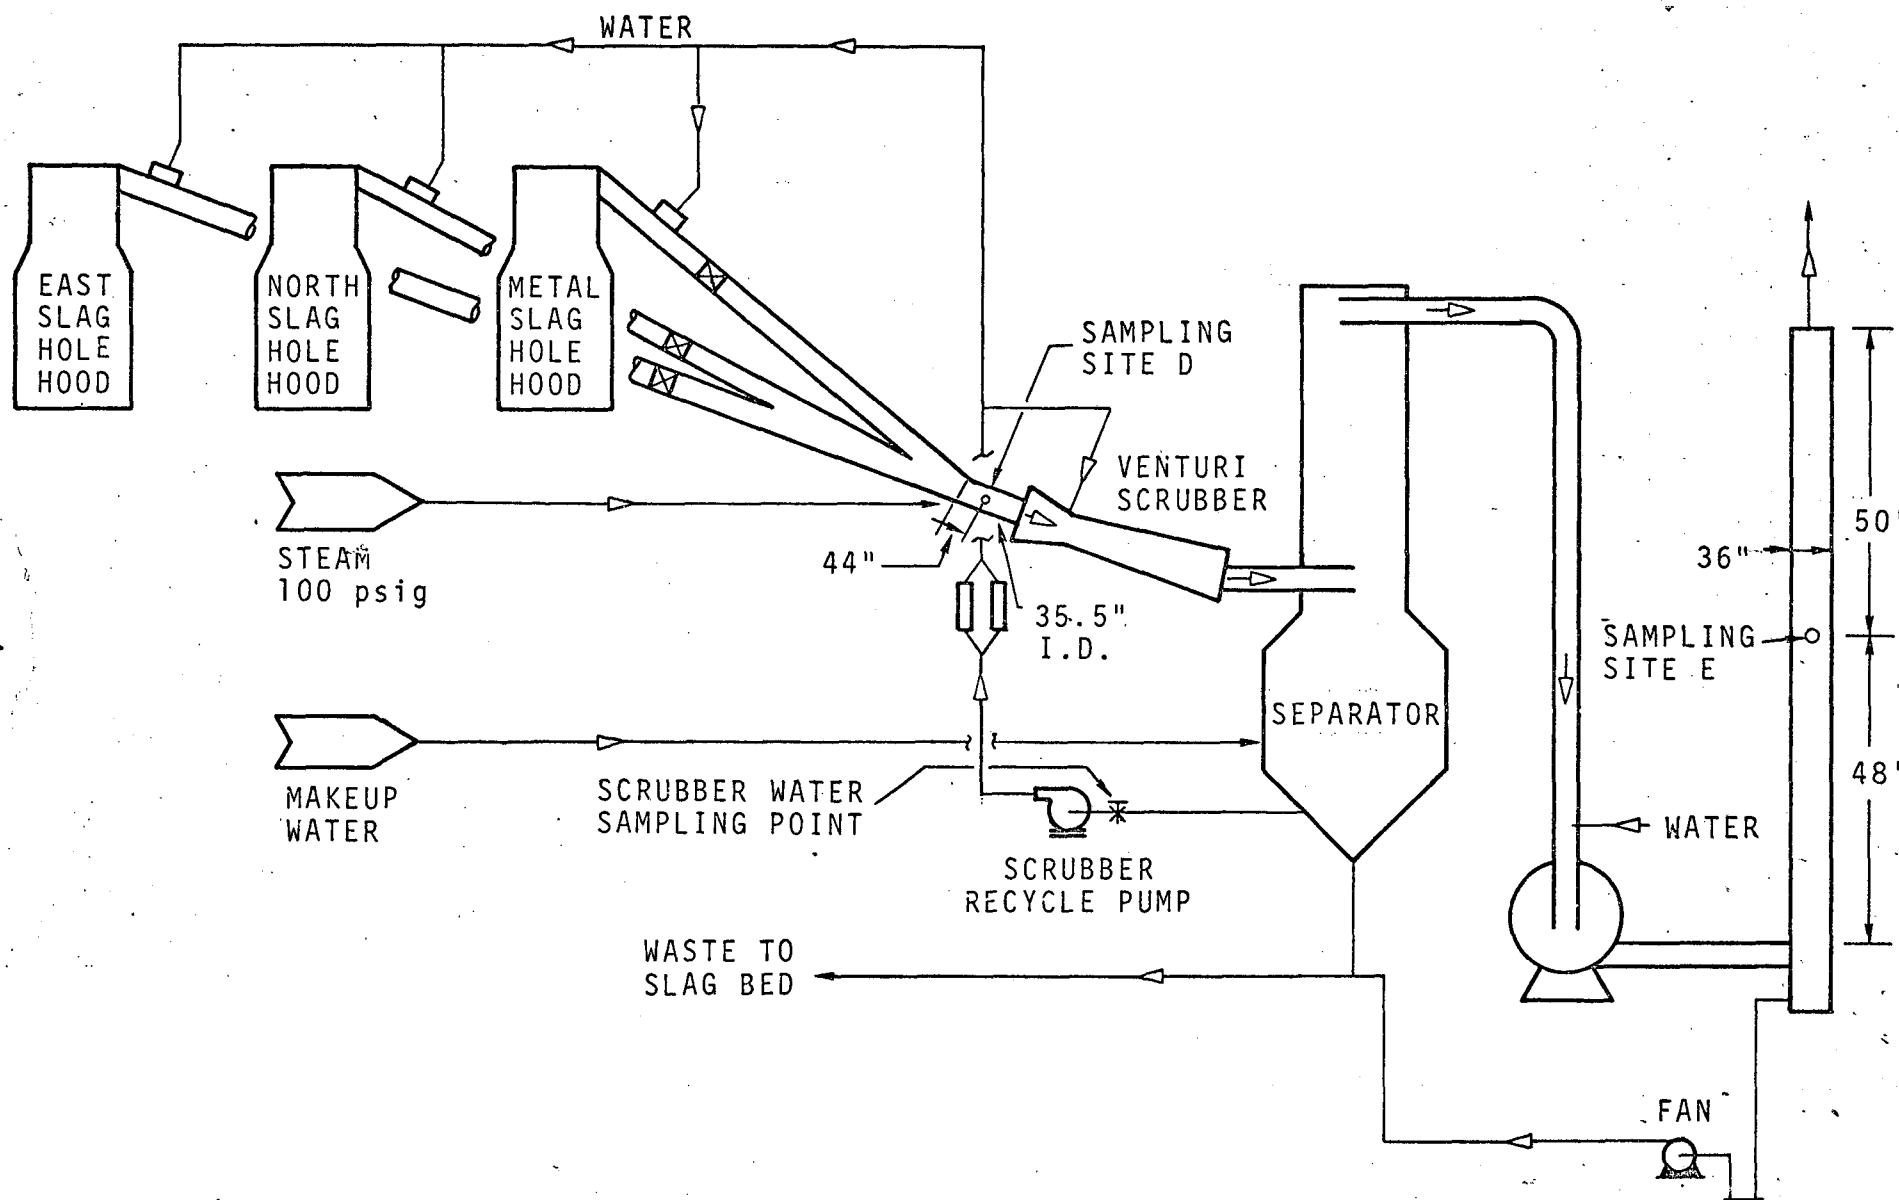 WATER
EAST
SLAG
HOLE
HOOD
NORTH
SLAG
HOLE
HOOD
METAL
SLAG
HOLE
HOOD
SAMPLING
SITE D
VENTURI
SCRUBBER
STEAM
100 psig
44"
35.5"
I.D.
50'
36"
SAMPLING
SITE E
SEPARATOR
48'
MAKEUP
WATER
SCRUBBER WATER
SAMPLING POINT
WATER
SCRUBBER
RECYCLE PUMP
WASTE TO
SLAG BED
FAN